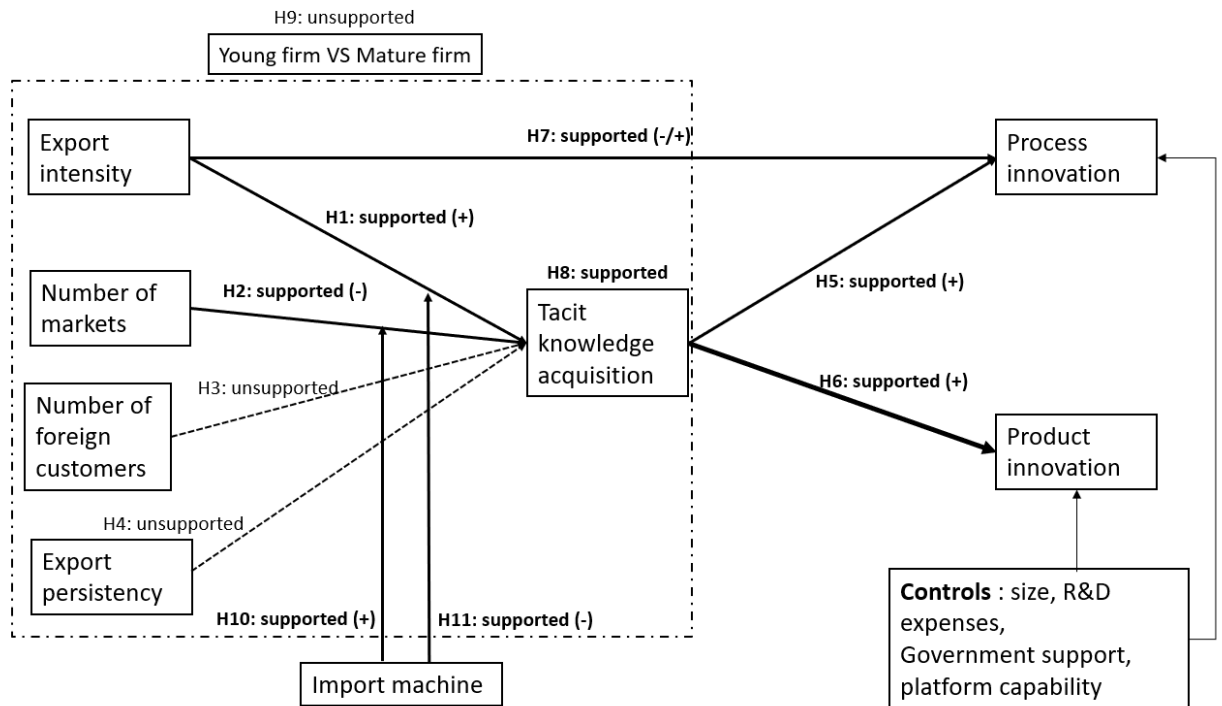 H9: unsupported
Young firm VS Mature firm
Export
intensity
H7: supported (-/+)
Process
innovation
H1: supported (+)
Number of
markets
H2: supported (-)
H8: supported
Tacit
knowledge
acquisition
H5: supported (+)
H3: unsupported
Number of
foreign
customers
H6: supported (+)
Product
innovation
H4: unsupported
Export
persistency
H10: supported (+)
H11: supported (-)
Import machine
Controls : size, R&D
expenses,
Government support,
platform capability